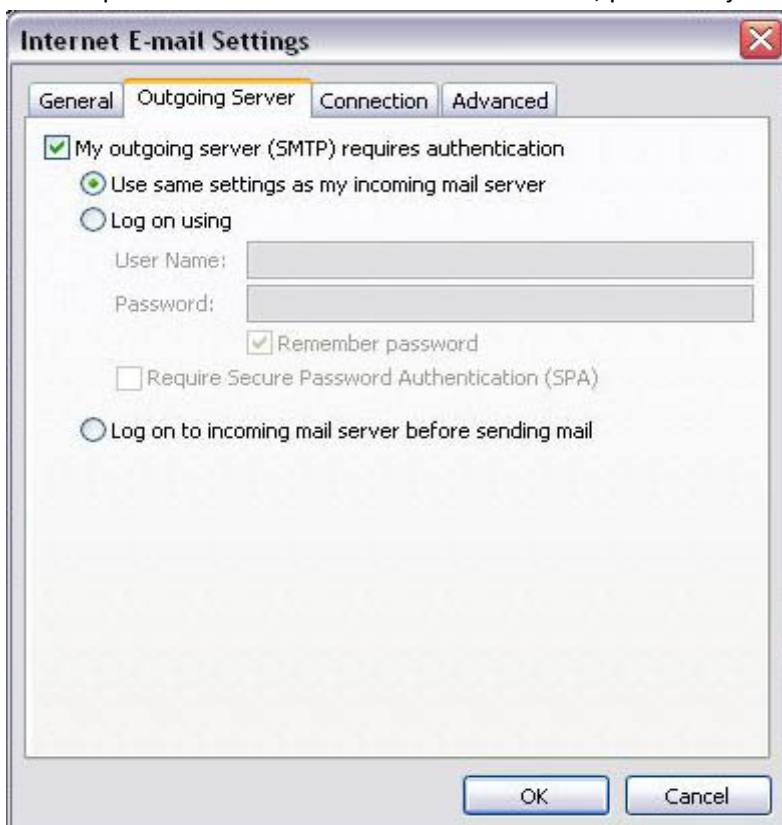 Internet E-mail Settings
General Outgoing Server Connection Advanced
My outgoing server (SMTP) requires authentication
Use same settings as my incoming mail server
Log on using
User Name:
Password:
Remember password
Require Secure Password Authentication (SPA)
Log on to incoming mail server before sending mail
OK Cancel